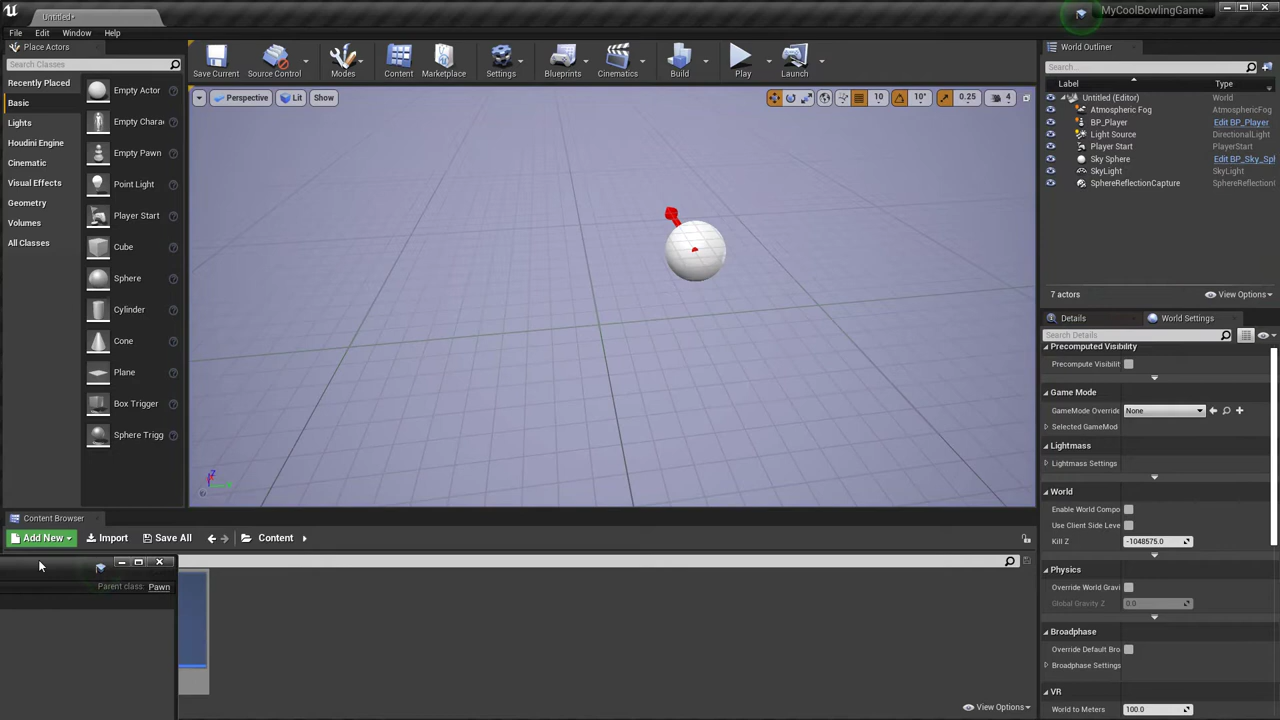 Untitled*
MyCoolBowlingGame
File Edit Window Help
Place Actors
Search Classes
Recently Placed
Basic
Lights
Houdini Engine
Cinematic
Visual Effects
Geometry
Volumes
All Classes
Empty Actor
Empty Chara
Empty Pawn
Point Light
Player Start
Cube
Sphere
Cylinder
Cone
Plane
Box Trigger
Sphere Trigg
Save Current
Source Control
Modes
Content
Marketplace
Settings
Blueprints
Cinematics
Build
Play
Launch
Perspective
Lit
Show
10
10°
0.25
4
World Outliner
Search...
Label Type
Untitled (Editor) World
Atmospheric Fog AtmosphericFog
BP_Player Edit BP_Player
Light Source DirectionalLight
Player Start PlayerStart
Sky Sphere Edit BP_Sky_Sph
SkyLight SkyLight
SphereReflectionCapture SphereReflection
7 actors View Options
Details World Settings
Search Details
Precomputed Visibility
Precompute Visibilit
Game Mode
GameMode Override None
Selected GameMod
Lightmass
Lightmass Settings
World
Enable World Compo
Use Client Side Leve
Kill Z -1048575.0
Physics
Override World Gravi
Global Gravity Z 0.0
Broadphase
Override Default Bro
Broadphase Settings
VR
World to Meters 100.0
Content Browser
Add New Import Save All Content
Parent class: Pawn
View Options